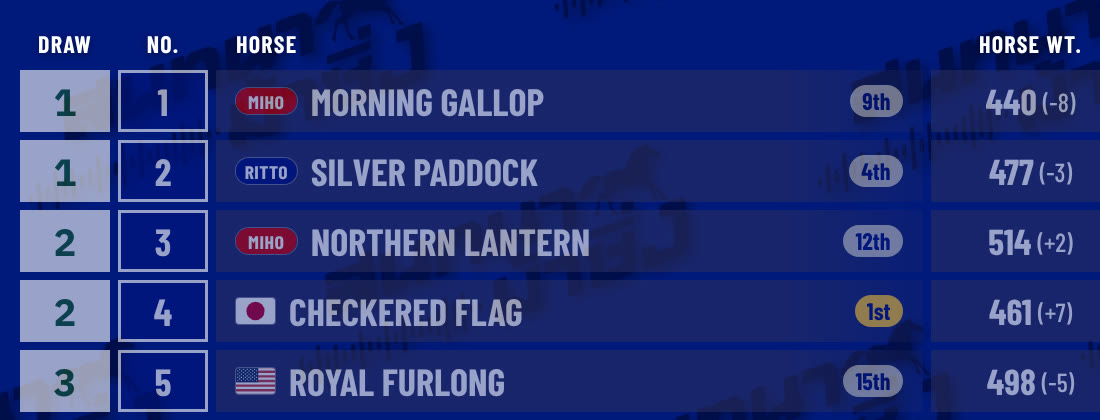 DRAW NO. HORSE HORSE WT.
1 1 MIHO MORNING GALLOP 9th 440 (-8)
1 2 RITTO SILVER PADDOCK 4th 477 (-3)
2 3 MIHO NORTHERN LANTERN 12th 514 (+2)
2 4 CHECKERED FLAG 1st 461 (+7)
3 5 ROYAL FURLONG 15th 498 (-5)